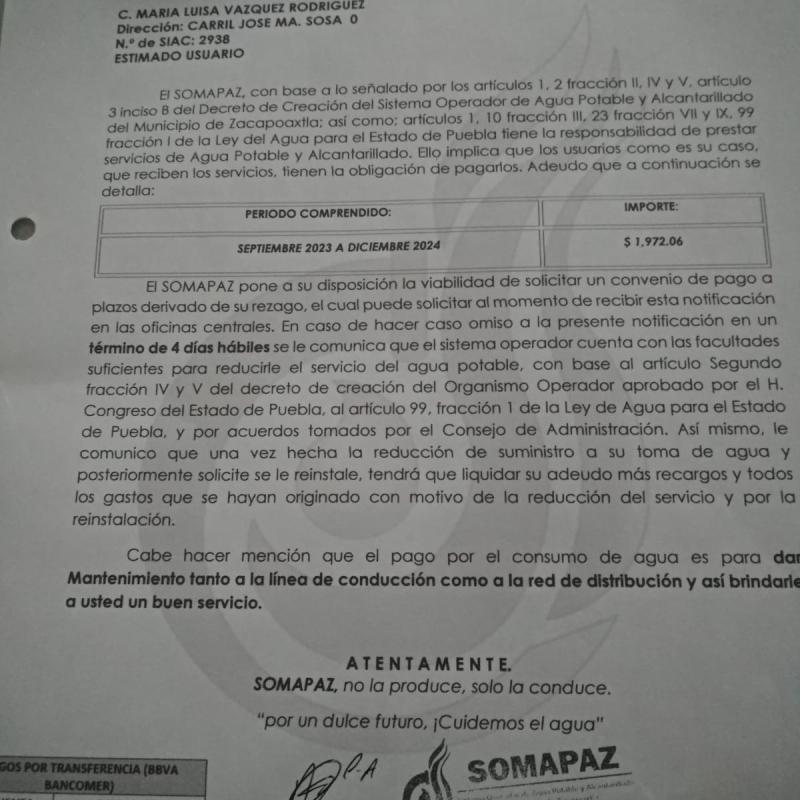 C. MARIA LUISA VAZQUEZ RODRIGUEZ
Dirección: CARRIL JOSE MA. SOSA 0
N.º de SIAC: 2938
ESTIMADO USUARIO
El SOMAPAZ, con base a lo señalado por los artículos 1, 2 fracción II, IV y V, artículo
3 inciso B del Decreto de Creación del Sistema Operador de Agua Potable y Alcantarillado
del Municipio de Zacapoaxtla; así como; artículos 1, 10 fracción III, 23 fracción VII y IX, 99
fracción I de la Ley del Agua para el Estado de Puebla tiene la responsabilidad de prestar
servicios de Agua Potable y Alcantarillado. Ello implica que los usuarios como es su caso,
que reciben los servicios, tienen la obligación de pagarlos. Adeudo que a continuación se
detalla:
PERIODO COMPRENDIDO: IMPORTE:
SEPTIEMBRE 2023 A DICIEMBRE 2024 $ 1,972.06
El SOMAPAZ pone a su disposición la viabilidad de solicitar un convenio de pago a
plazos derivado de su rezago, el cual puede solicitar al momento de recibir esta notificación
en las oficinas centrales. En caso de hacer caso omiso a la presente notificación en un
término de 4 días hábiles se le comunica que el sistema operador cuenta con las facultades
suficientes para reducirle el servicio del agua potable, con base al artículo Segundo
fracción IV y V del decreto de creación del Organismo Operador aprobado por el H.
Congreso del Estado de Puebla, al artículo 99, fracción 1 de la Ley de Agua para el Estado
de Puebla, y por acuerdos tomados por el Consejo de Administración. Así mismo, le
comunico que una vez hecha la reducción de suministro a su toma de agua y
posteriormente solicite se le reinstale, tendrá que liquidar su adeudo más recargos y todos
los gastos que se hayan originado con motivo de la reducción del servicio y por la
reinstalación.
Cabe hacer mención que el pago por el consumo de agua es para dar
Mantenimiento tanto a la línea de conducción como a la red de distribución y así brindarle
a usted un buen servicio.
ATENTAMENTE.
SOMAPAZ, no la produce, solo la conduce.
"por un dulce futuro, ¡Cuidemos el agua"
GOS POR TRANSFERENCIA (BBVA
BANCOMER)
P-A
SOMAPAZ